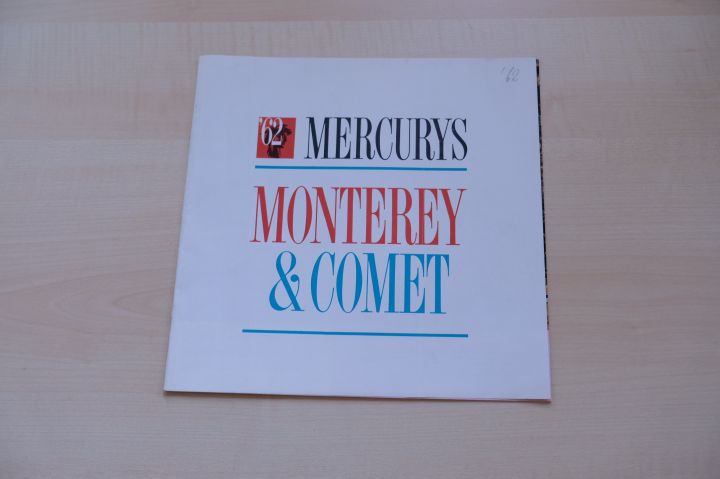 '62
'62 MERCURYS
MONTEREY
& COMET